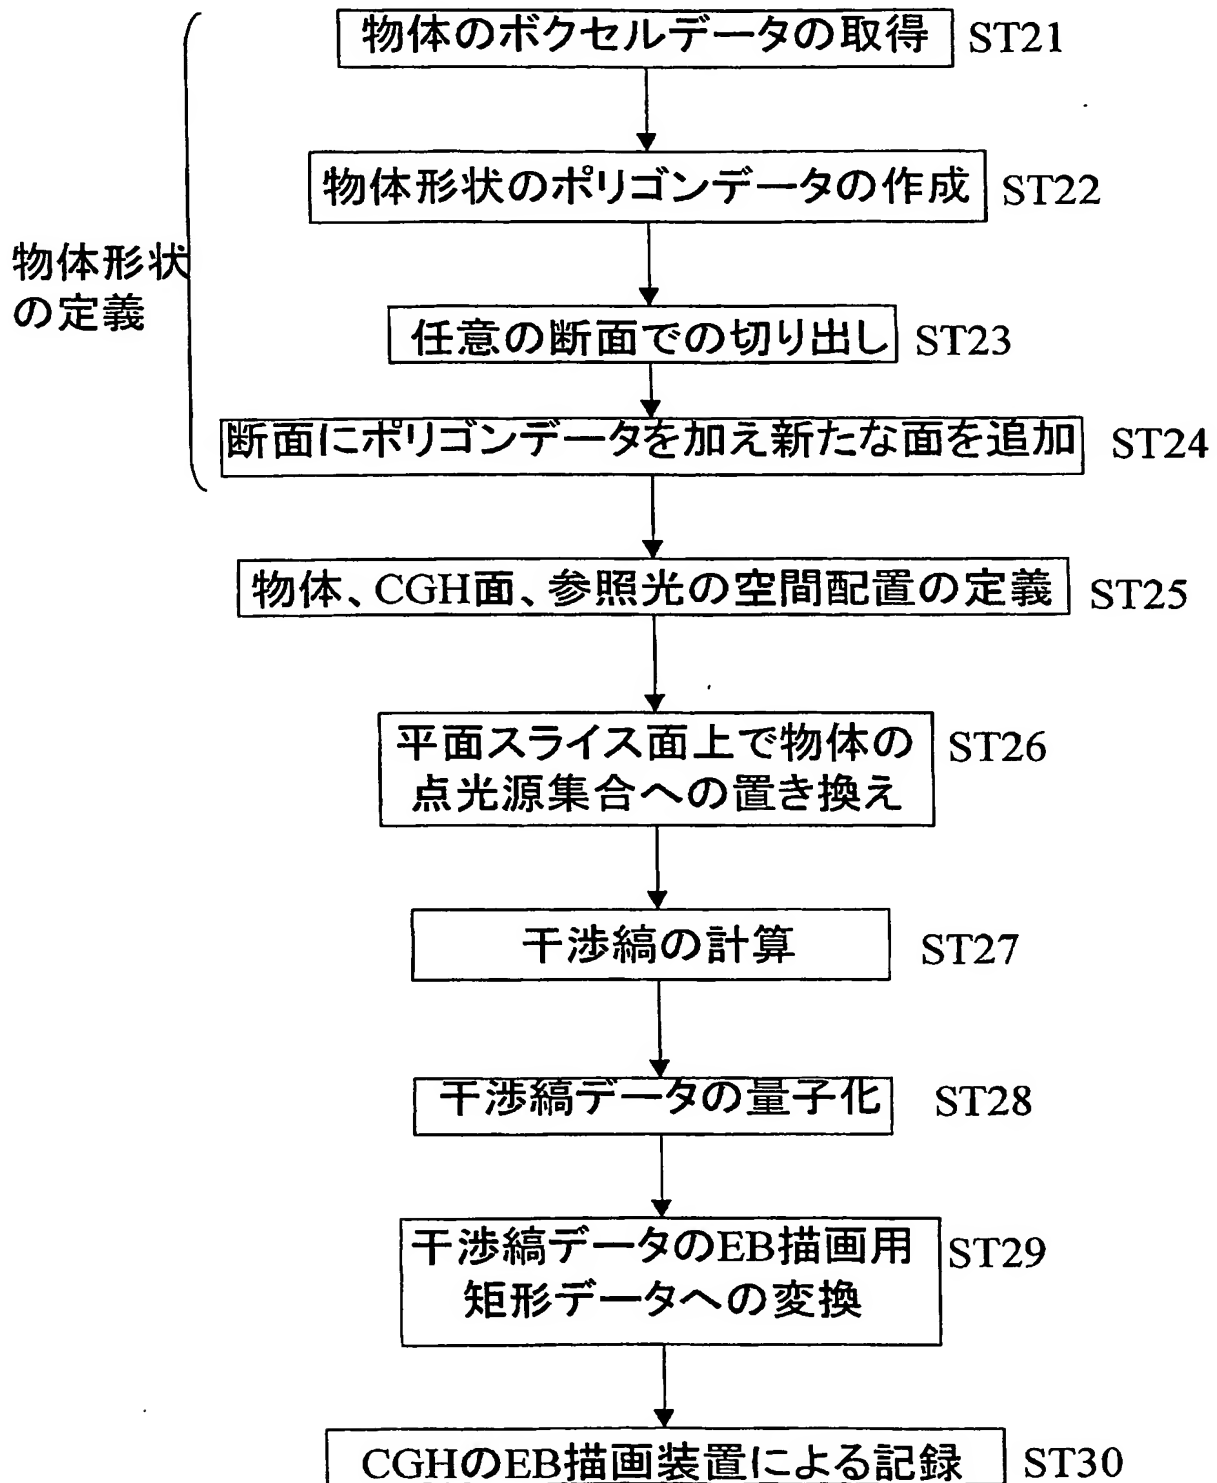 物体のボクセルデータの取得 ST21
物体形状のポリゴンデータの作成 ST22
物体形状
の定義
任意の断面での切り出し ST23
断面にポリゴンデータを加え新たな面を追加 ST24
物体、CGH面、参照光の空間配置の定義 ST25
平面スライス面上で物体の ST26
点光源集合への置き換え
干渉縞の計算 ST27
干渉縞データの量子化 ST28
干渉縞データのEB描画用 ST29
矩形データへの変換
CGHのEB描画装置による記録 ST30